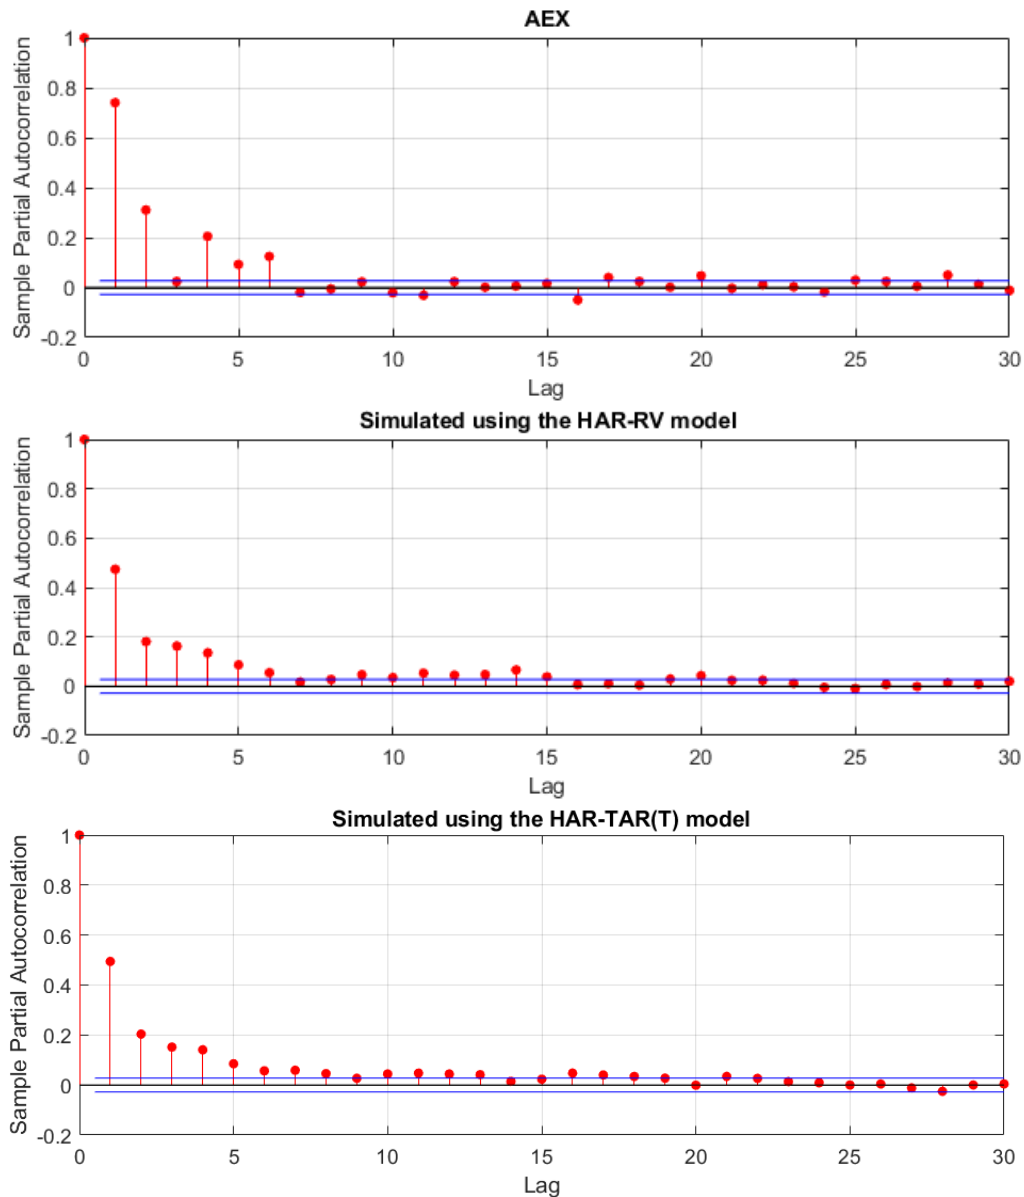 AEX
Sample Partial Autocorrelation
1
0.8
0.6
0.4
0.2
0
-0.2
0 5 10 15 20 25 30
Lag
Simulated using the HAR-RV model
Sample Partial Autocorrelation
1
0.8
0.6
0.4
0.2
0
-0.2
0 5 10 15 20 25 30
Lag
Simulated using the HAR-TAR(T) model
Sample Partial Autocorrelation
1
0.8
0.6
0.4
0.2
0
-0.2
0 5 10 15 20 25 30
Lag